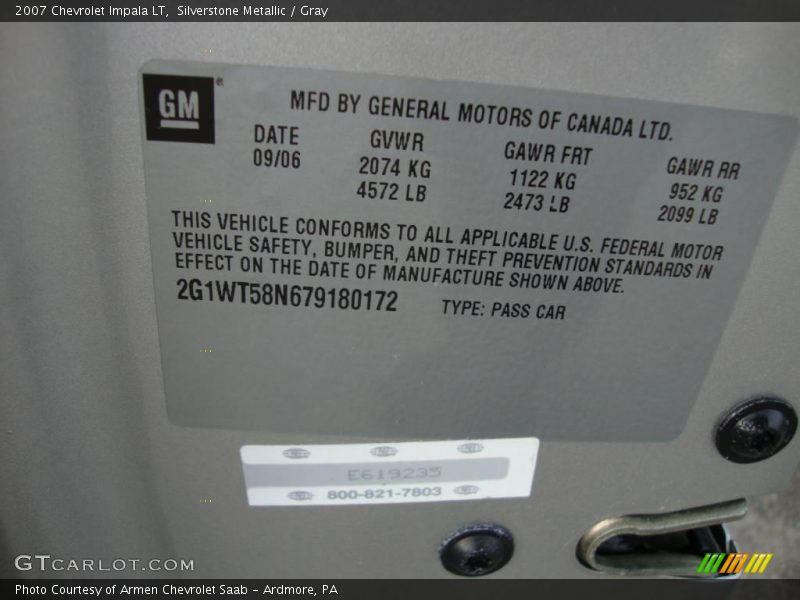 2007 Chevrolet Impala LT, Silverstone Metallic / Gray
GM
MFD BY GENERAL MOTORS OF CANADA LTD.
DATE GVWR GAWR FRT GAWR RR
09/06 2074 KG 1122 KG 952 KG
4572 LB 2473 LB 2099 LB
THIS VEHICLE CONFORMS TO ALL APPLICABLE U.S. FEDERAL MOTOR
VEHICLE SAFETY, BUMPER, AND THEFT PREVENTION STANDARDS IN
EFFECT ON THE DATE OF MANUFACTURE SHOWN ABOVE.
2G1WT58N679180172 TYPE: PASS CAR
E619235
800-821-7803
GTCARLOT.COM
Photo Courtesy of Armen Chevrolet Saab - Ardmore, PA